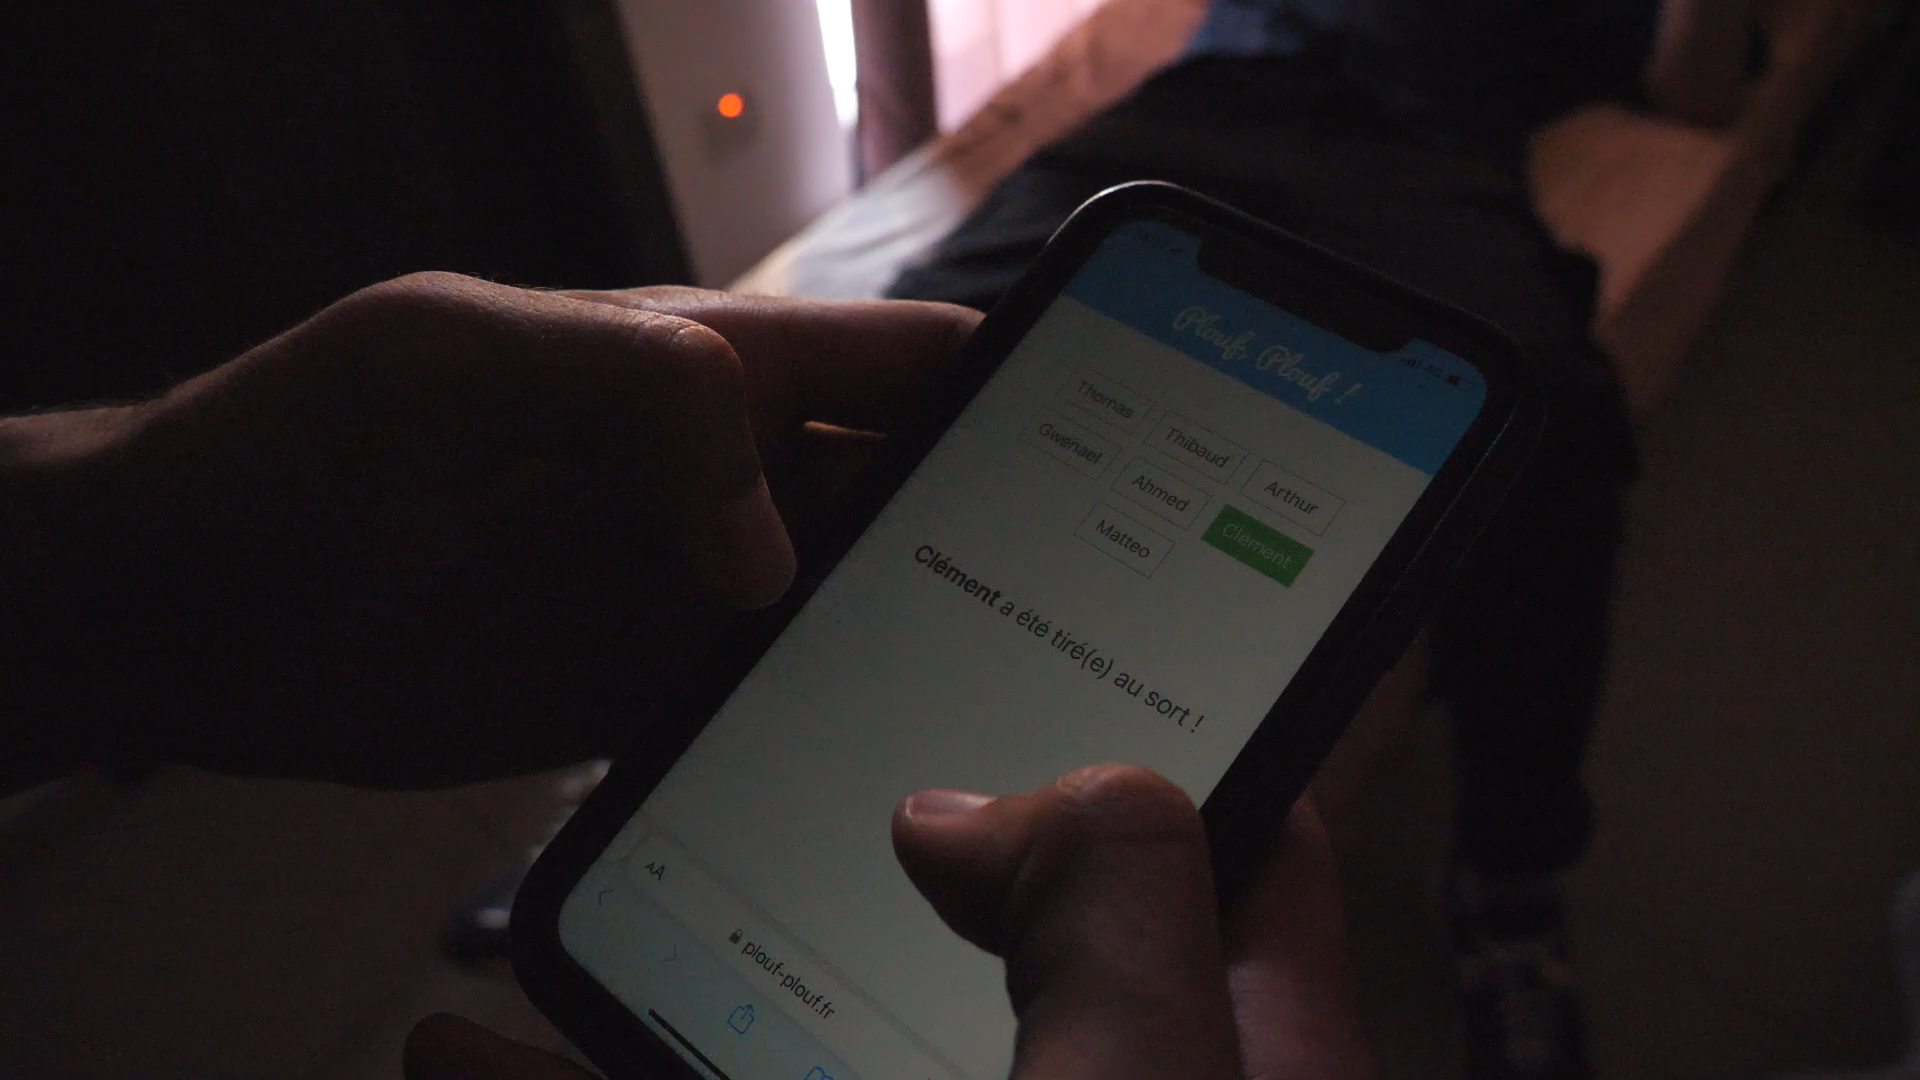 Plouf, Plouf !
Thomas
Thibaud
Arthur
Gwenael
Ahmed
Clément
Matteo
Clément a été tiré(e) au sort !
AA
plouf-plouf.fr